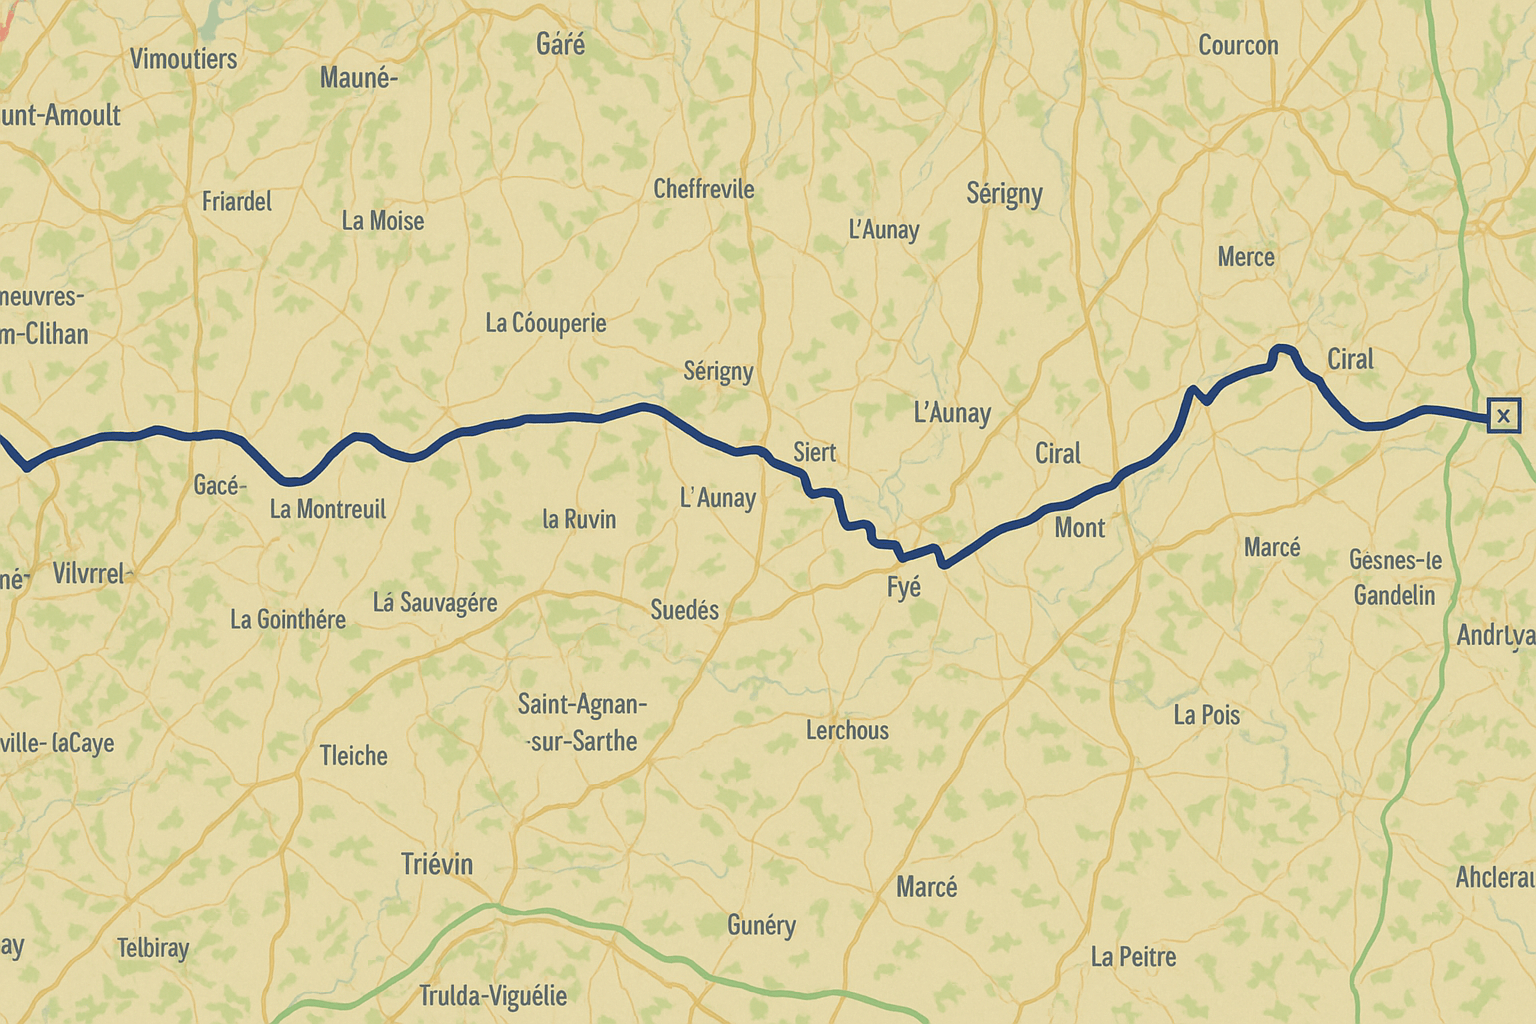 Gáŕé
Courcon
Vimoutiers
Mauné-
unt-Amoult
Cheffrevile
Sérigny
Friardel
La Moise
L'Aunay
Merce
neuvres-
m-Clihan
La Cóouperie
Ciral
Sérigny
L'Aunay
Siert
Ciral
Gacé-
L'Aunay
La Montreuil
la Ruvin
Mont
Marcé
Gèsnes-le
Gandelin
né-
Vilvrrel-
Fyé
Lá Sauvagére
Suedés
La Gointhére
Saint-Agnan-
-sur-Sarthe
La Pois
Lerchous
ville- laCaye
Tleiche
Triévin
Marcé
Ahclerau
Gunéry
ay
Telbiray
La Peitre
Trulda-Viguélie
x